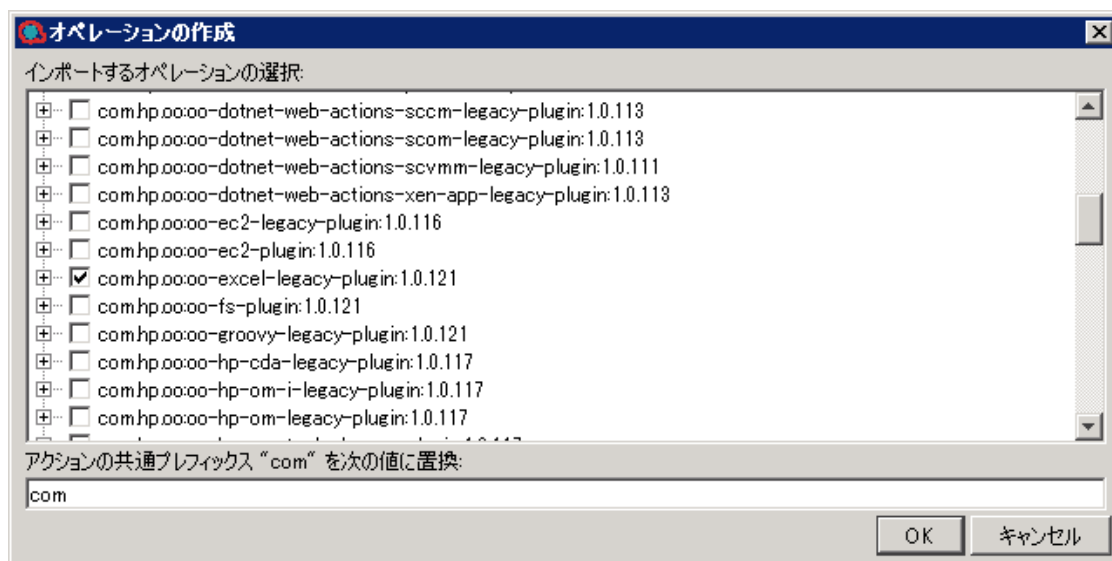 オペレーションの作成
インポートするオペレーションの選択:
com.hp.oo:oo-dotnet-web-actions-sccm-legacy-plugin:1.0.113
com.hp.oo:oo-dotnet-web-actions-scom-legacy-plugin:1.0.113
com.hp.oo:oo-dotnet-web-actions-scvmm-legacy-plugin:1.0.111
com.hp.oo:oo-dotnet-web-actions-xen-app-legacy-plugin:1.0.113
com.hp.oo:oo-ec2-legacy-plugin:1.0.116
com.hp.oo:oo-ec2-plugin:1.0.116
com.hp.oo:oo-excel-legacy-plugin:1.0.121
com.hp.oo:oo-fs-plugin:1.0.121
com.hp.oo:oo-groovy-legacy-plugin:1.0.121
com.hp.oo:oo-hp-cda-legacy-plugin:1.0.117
com.hp.oo:oo-hp-om-i-legacy-plugin:1.0.117
com.hp.oo:oo-hp-om-legacy-plugin:1.0.117
アクションの共通プレフィックス "com" を次の値に置換:
com
OK キャンセル